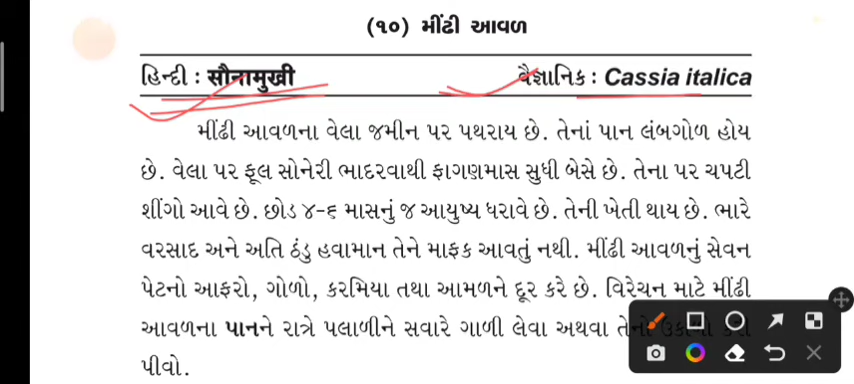 (૧૦) મીંઢી આવળ
હિન્દી : सौनामुखी વૈજ્ઞાનિક : Cassia italica
મીંઢી આવળના વેલા જમીન પર પથરાય છે. તેનાં પાન લંબગોળ હોય
છે. વેલા પર ફૂલ સોનેરી ભાદરવાથી ફાગણમાસ સુધી બેસે છે. તેના પર ચપટી
શીંગો આવે છે. છોડ ૪-૬ માસનું જ આયુષ્ય ધરાવે છે. તેની ખેતી થાય છે. ભારે
વરસાદ અને અતિ ઠંડુ હવામાન તેને માફક આવતું નથી. મીંઢી આવળનું સેવન
પેટનો આફરો, ગોળો, કરમિયા તથા આમળને દૂર કરે છે. વિરેચન માટે મીંઢી
આવળના પાનને રાત્રે પલાળીને સવારે ગાળી લેવા અથવા
પીવો.